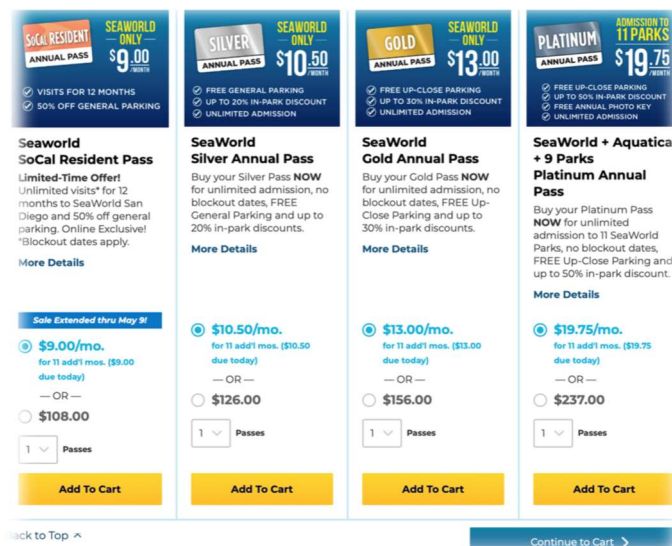 SoCal RESIDENT
ANNUAL PASS
SEAWORLD
ONLY
$9.00
/MONTH
VISITS FOR 12 MONTHS
50% OFF GENERAL PARKING
Seaworld
SoCal Resident Pass
Limited-Time Offer!
Unlimited visits* for 12
months to SeaWorld San
Diego and 50% off general
parking. Online Exclusive!
*Blockout dates apply.
More Details
Sale Extended thru May 9!
$9.00/mo.
for 11 add'l mos. ($9.00
due today)
— OR —
$108.00
1 Passes
Add To Cart
SILVER
ANNUAL PASS
SEAWORLD
ONLY
$10.50
/MONTH
FREE GENERAL PARKING
UP TO 20% IN-PARK DISCOUNT
UNLIMITED ADMISSION
SeaWorld
Silver Annual Pass
Buy your Silver Pass NOW
for unlimited admission, no
blockout dates, FREE
General Parking and up to
20% in-park discounts.
More Details
$10.50/mo.
for 11 add'l mos. ($10.50
due today)
— OR —
$126.00
1 Passes
Add To Cart
GOLD
ANNUAL PASS
SEAWORLD
ONLY
$13.00
/MONTH
FREE UP-CLOSE PARKING
UP TO 30% IN-PARK DISCOUNT
UNLIMITED ADMISSION
SeaWorld
Gold Annual Pass
Buy your Gold Pass NOW
for unlimited admission, no
blockout dates, FREE Up-
Close Parking and up to
30% in-park discounts.
More Details
$13.00/mo.
for 11 add'l mos. ($13.00
due today)
— OR —
$156.00
1 Passes
Add To Cart
PLATINUM
ANNUAL PASS
ADMISSION TO
11 PARKS
$19.75
/MONTH
FREE UP-CLOSE PARKING
UP TO 50% IN-PARK DISCOUNT
FREE ANNUAL PHOTO KEY
UNLIMITED ADMISSION
SeaWorld + Aquatica
+ 9 Parks
Platinum Annual
Pass
Buy your Platinum Pass
NOW for unlimited
admission to 11 SeaWorld
Parks, no blockout dates,
FREE Up-Close Parking and
up to 50% in-park discount.
More Details
$19.75/mo.
for 11 add'l mos. ($19.75
due today)
— OR —
$237.00
1 Passes
Add To Cart
Back to Top
Continue to Cart